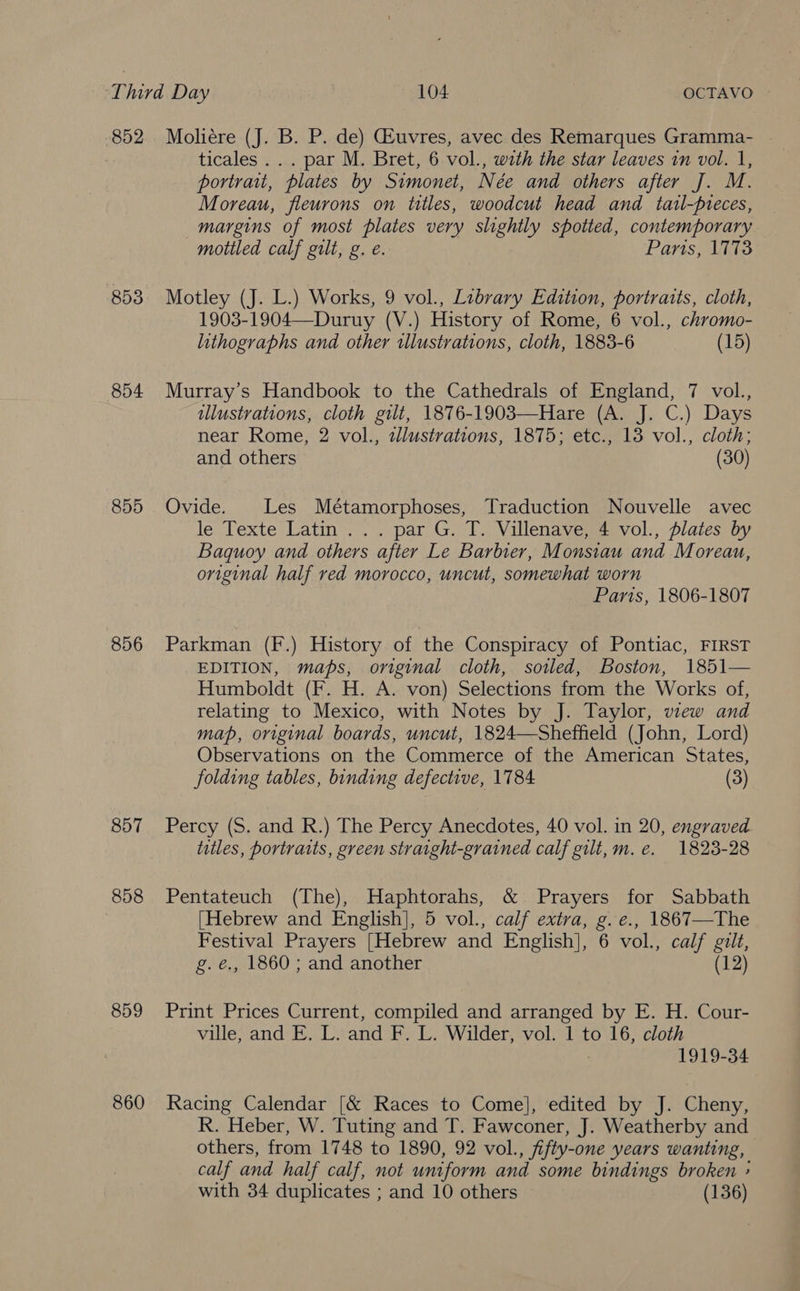 Third Day 104 OCTAVO
852 Molière (J. B. P. de) Œuvres, avec des Remarques Gramma-
ticales . . . par M. Bret, 6 vol., with the star leaves in vol. 1,
portrait, plates by Simonet, Née and others after J. M.
Moreau, fleurons on titles, woodcut head and tail-pieces,
margins of most plates very slightly spotted, contemporary
mottled calf gilt, g. e. Paris, 1773
853 Motley (J. L.) Works, 9 vol., Library Edition, portraits, cloth,
1903-1904—Duruy (V.) History of Rome, 6 vol., chromo-
lithographs and other illustrations, cloth, 1883-6 (15)
854 Murray's Handbook to the Cathedrals of England, 7 vol.,
illustrations, cloth gilt, 1876-1903—Hare (A. J. C.) Days
near Rome, 2 vol., illustrations, 1875; etc., 13 vol., cloth;
and others (30)
855 Ovide. Les Métamorphoses, Traduction Nouvelle avec
le Texte Latin . . . par G. T. Villenave, 4 vol., plates by
Baquoy and others after Le Barbier, Monsiau and Moreau,
original half red morocco, uncut, somewhat worn
Paris, 1806-1807
856 Parkman (F.) History of the Conspiracy of Pontiac, FIRST
EDITION, maps, original cloth, soiled, Boston, 1851—
Humboldt (F. H. A. von) Selections from the Works of,
relating to Mexico, with Notes by J. Taylor, view and
map, original boards, uncut, 1824—Sheffield (John, Lord)
Observations on the Commerce of the American States,
folding tables, binding defective, 1784 (3)
857 Percy (S. and R.) The Percy Anecdotes, 40 vol. in 20, engraved
titles, portraits, green straight-grained calf gilt, m. e. 1823-28
858 Pentateuch (The), Haphtorahs, & Prayers for Sabbath
[Hebrew and English], 5 vol., calf extra, g. e., 1867—The
Festival Prayers [Hebrew and English], 6 vol., calf gilt,
g. e., 1860 ; and another (12)
859 Print Prices Current, compiled and arranged by E. H. Cour-
ville, and E. L. and F. L. Wilder, vol. 1 to 16, cloth
1919-34
860 Racing Calendar [& Races to Come], edited by J. Cheny,
R. Heber, W. Tuting and T. Fawconer, J. Weatherby and
others, from 1748 to 1890, 92 vol., fifty-one years wanting,
calf and half calf, not uniform and some bindings broken ;
with 34 duplicates ; and 10 others (136)